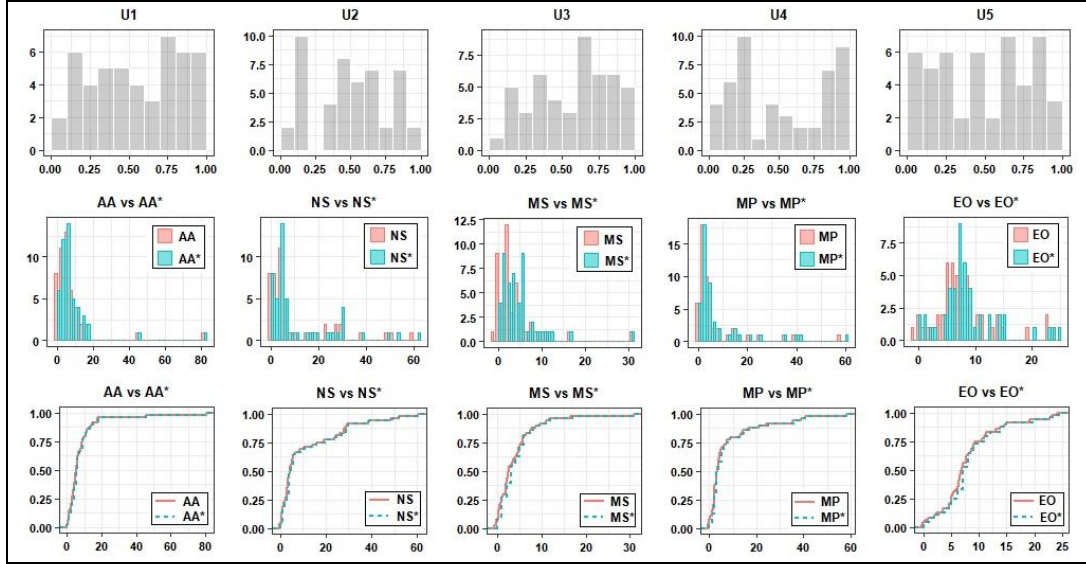 U1 U2 U3 U4 U5
6 4 2 0
10.0 7.5 5.0 2.5 0.0
7.5 5.0 2.5 0.0
10.0 7.5 5.0 2.5 0.0
6 4 2 0
0.00 0.25 0.50 0.75 1.00
0.00 0.25 0.50 0.75 1.00
0.00 0.25 0.50 0.75 1.00
0.00 0.25 0.50 0.75 1.00
0.00 0.25 0.50 0.75 1.00
AA vs AA* NS vs NS* MS vs MS* MP vs MP* EO vs EO*
10 5 0
AA
AA*
0 20 40 60 80
10 5 0
NS
NS*
0 20 40 60
12.5 10.0 7.5 5.0 2.5 0.0
MS
MS*
0 10 20 30
15 10 5 0
MP
MP*
0 20 40 60
7.5 5.0 2.5 0.0
EO
EO*
0 10 20
AA vs AA* NS vs NS* MS vs MS* MP vs MP* EO vs EO*
1.00 0.75 0.50 0.25 0.00
AA
AA*
0 20 40 60 80
1.00 0.75 0.50 0.25 0.00
NS
NS*
0 20 40 60
1.00 0.75 0.50 0.25 0.00
MS
MS*
0 10 20 30
1.00 0.75 0.50 0.25 0.00
MP
MP*
0 20 40 60
1.00 0.75 0.50 0.25 0.00
EO
EO*
0 5 10 15 20 25